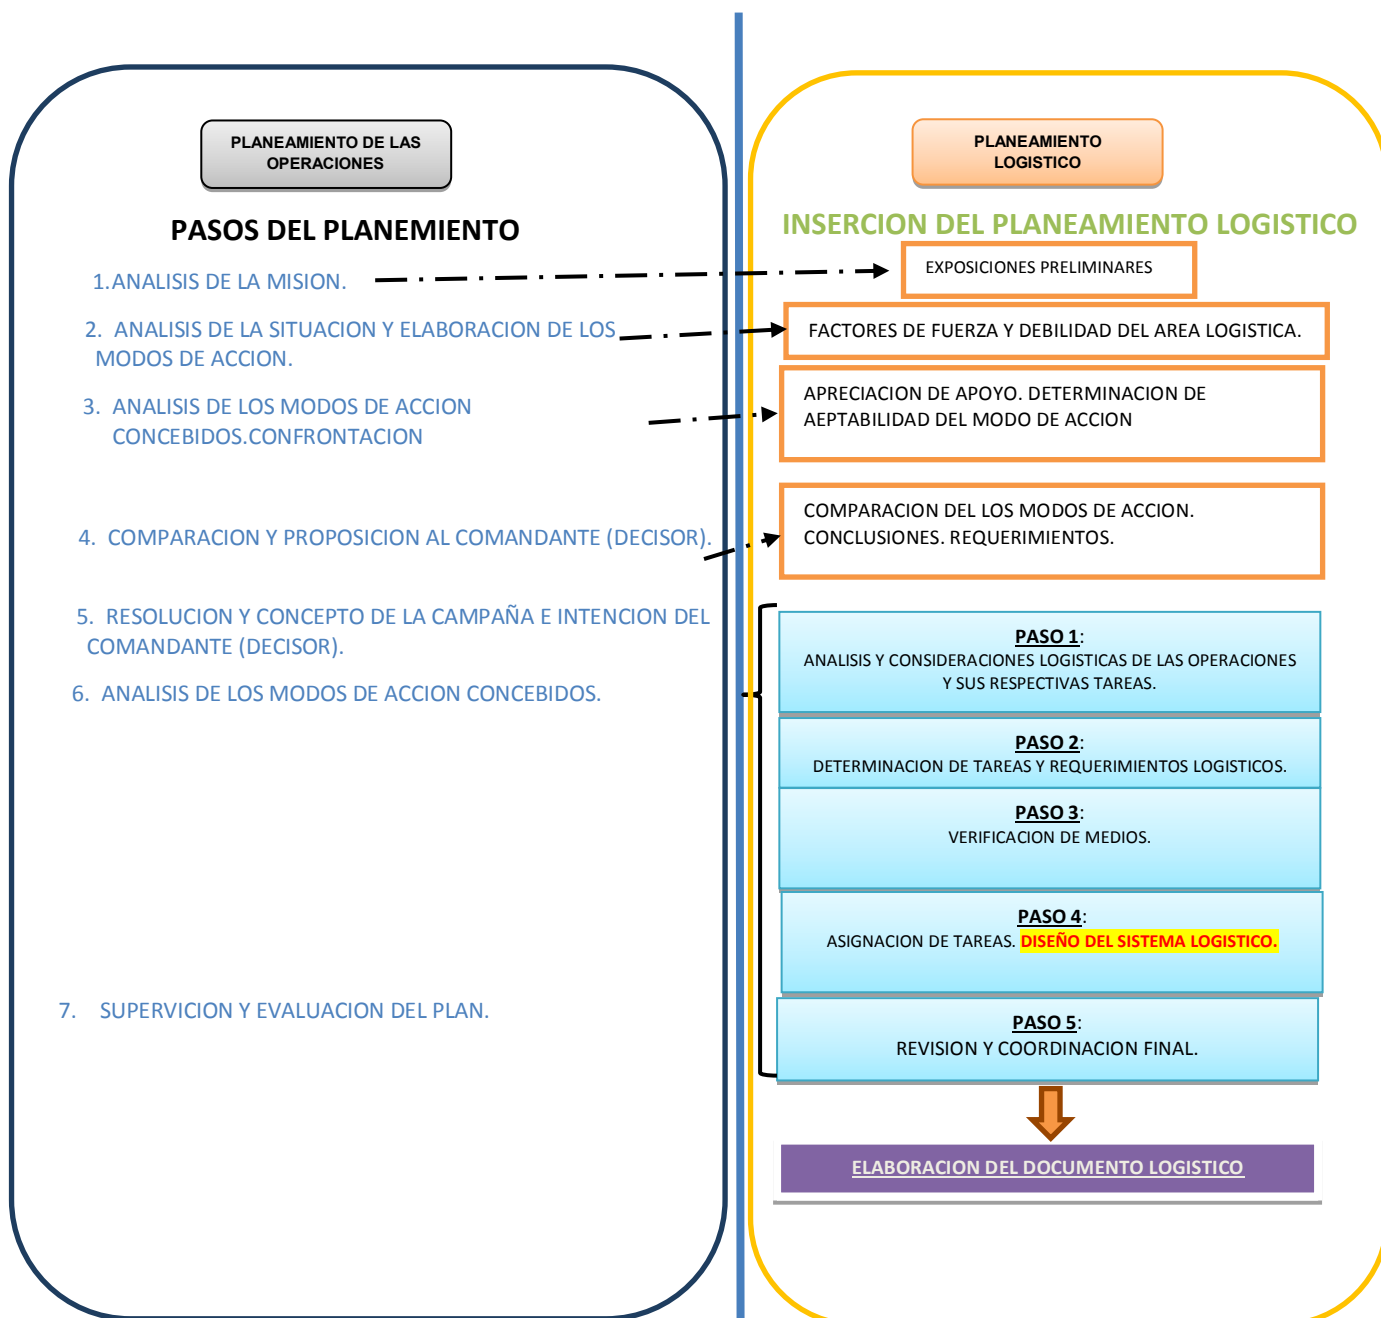 PLANEAMIENTO DE LAS
OPERACIONES
PASOS DEL PLANEMIENTO
1.ANALISIS DE LA MISION.
2. ANALISIS DE LA SITUACION Y ELABORACION DE LOS
MODOS DE ACCION.
3. ANALISIS DE LOS MODOS DE ACCION
CONCEBIDOS.CONFRONTACION
4. COMPARACION Y PROPOSICION AL COMANDANTE (DECISOR).
5. RESOLUCION Y CONCEPTO DE LA CAMPAÑA E INTENCION DEL
COMANDANTE (DECISOR).
6. ANALISIS DE LOS MODOS DE ACCION CONCEBIDOS.
7. SUPERVICION Y EVALUACION DEL PLAN.
PLANEAMIENTO
LOGISTICO
INSERCION DEL PLANEAMIENTO LOGISTICO
EXPOSICIONES PRELIMINARES
FACTORES DE FUERZA Y DEBILIDAD DEL AREA LOGISTICA.
APRECIACION DE APOYO. DETERMINACION DE
AEPTABILIDAD DEL MODO DE ACCION
COMPARACION DEL LOS MODOS DE ACCION.
CONCLUSIONES. REQUERIMIENTOS.
PASO 1:
ANALISIS Y CONSIDERACIONES LOGISTICAS DE LAS OPERACIONES
Y SUS RESPECTIVAS TAREAS.
PASO 2:
DETERMINACION DE TAREAS Y REQUERIMIENTOS LOGISTICOS.
PASO 3:
VERIFICACION DE MEDIOS.
PASO 4:
ASIGNACION DE TAREAS. DISEÑO DEL SISTEMA LOGISTICO.
PASO 5:
REVISION Y COORDINACION FINAL.
ELABORACION DEL DOCUMENTO LOGISTICO